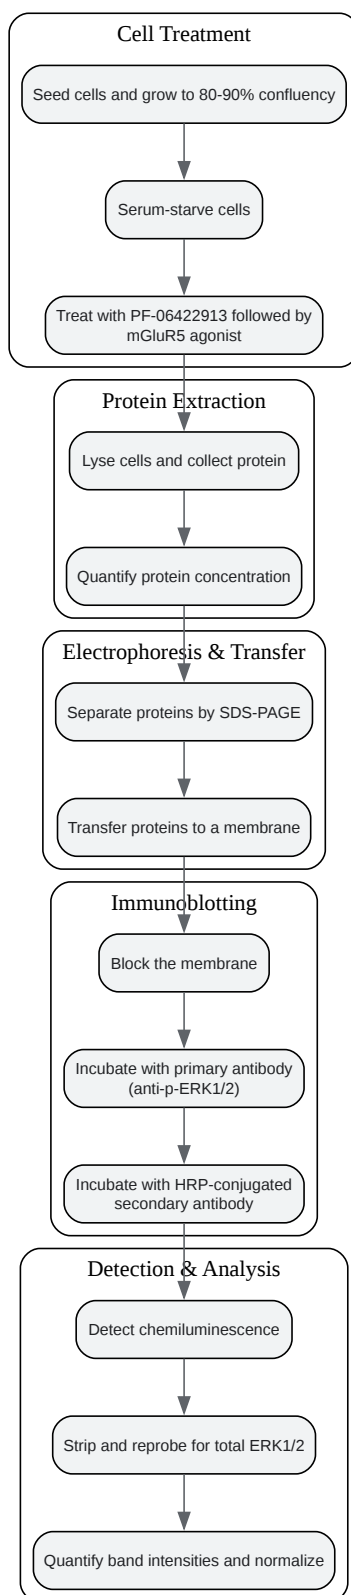 Cell Treatment
Seed cells and grow to 80-90% confluency
Serum-starve cells
Treat with PF-06422913 followed by
mGluR5 agonist
Protein Extraction
Lyse cells and collect protein
Quantify protein concentration
Electrophoresis & Transfer
Separate proteins by SDS-PAGE
Transfer proteins to a membrane
Immunoblotting
Block the membrane
Incubate with primary antibody
(anti-p-ERK1/2)
Incubate with HRP-conjugated
secondary antibody
Detection & Analysis
Detect chemiluminescence
Strip and reprobe for total ERK1/2
Quantify band intensities and normalize